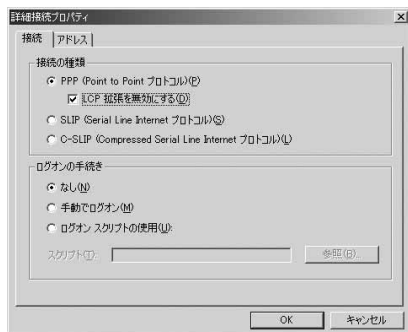 詳細接続プロパティ
接続
アドレス
接続の種類
PPP (Point to Point プロトコル)(P)
LCP 拡張を無効にする(D)
SLIP (Serial Line Internet プロトコル)(S)
C-SLIP (Compressed Serial Line Internet プロトコル)(L)
ログオンの手続き
なし(N)
手動でログオン(M)
ログオン スクリプトの使用(U):
スクリプト(T):
参照(B)...
OK
キャンセル